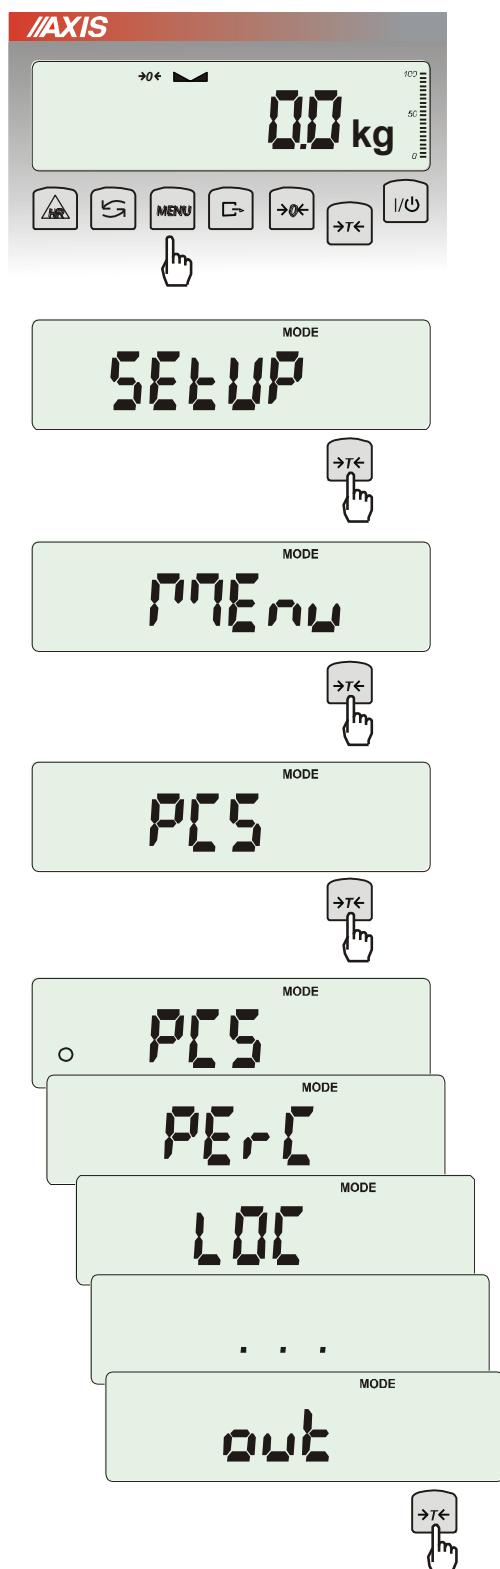 //AXIS
→0←
100
50
0
0.0 kg
HR
MENU
→0←
→T←
I/
MODE
SEtUP
→T←
MODE
MEnu
→T←
MODE
PCS
→T←
MODE
PCS
MODE
PErC
MODE
LOC
. . .
MODE
out
→T←